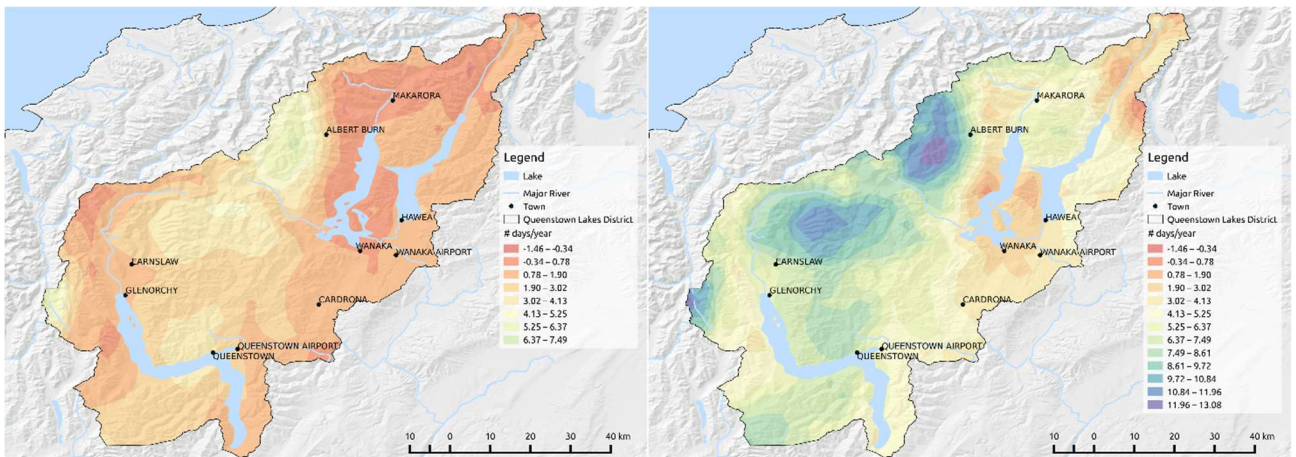 MAKARORA
ALBERT BURN
HAWEA
WANAKA
WANAKA AIRPORT
EARNSLAW
GLENORCHY
CARDRONA
QUEENSTOWN AIRPORT
QUEENSTOWN
Legend
Lake
Major River
Town
Queenstown Lakes District
# days/year
-1.46 – -0.34
-0.34 – 0.78
0.78 – 1.90
1.90 – 3.02
3.02 – 4.13
4.13 – 5.25
5.25 – 6.37
6.37 – 7.49
10 0 10 20 30 40 km
MAKARORA
ALBERT BURN
HAWEA
WANAKA
WANAKA AIRPORT
EARNSLAW
GLENORCHY
CARDRONA
QUEENSTOWN AIRPORT
QUEENSTOWN
Legend
Lake
Major River
Town
Queenstown Lakes District
# days/year
-1.46 – -0.34
-0.34 – 0.78
0.78 – 1.90
1.90 – 3.02
3.02 – 4.13
4.13 – 5.25
5.25 – 6.37
6.37 – 7.49
7.49 – 8.61
8.61 – 9.72
9.72 – 10.84
10.84 – 11.96
11.96 – 13.08
10 0 10 20 30 40 km